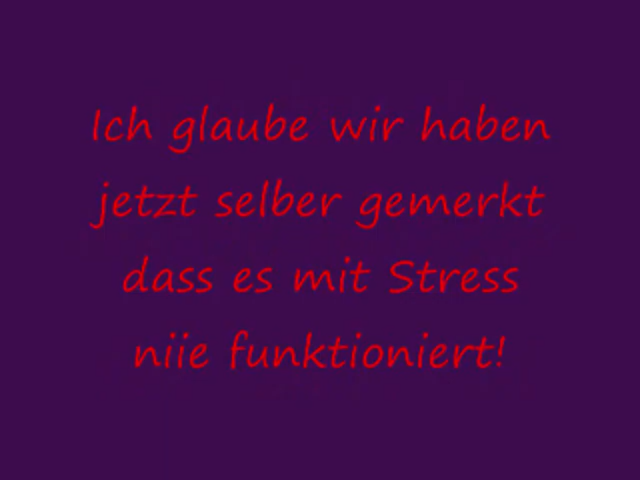 Ich glaube wir haben
jetzt selber gemerkt
dass es mit Stress
niie funktioniert!